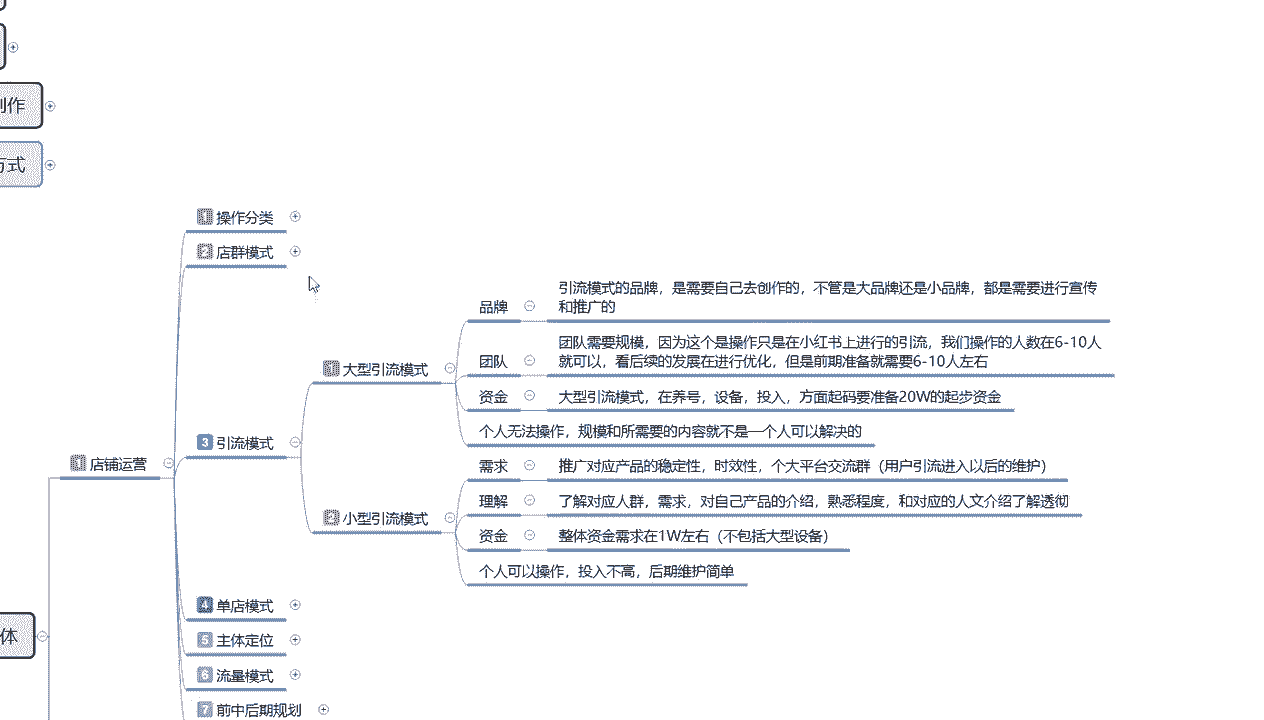 创作
方式
1 操作分类
2 店群模式
引流模式的品牌，是需要自己去创作的，不管是大品牌还是小品牌，都是需要进行宣传
和推广的
品牌
团队需要规模，因为这个是操作只是在小红书上进行的引流，我们操作的人数在6-10人
就可以，看后续的发展在进行优化，但是前期准备就需要6-10人左右
团队
1 大型引流模式
资金
大型引流模式，在养号，设备，投入，方面起码要准备20W的起步资金
个人无法操作，规模和所需要的内容就不是一个人可以解决的
3 引流模式
1 店铺运营
需求
推广对应产品的稳定性，时效性，个大平台交流群（用户引流进入以后的维护）
理解
了解对应人群，需求，对自己产品的介绍，熟悉程度，和对应的人文介绍了解透彻
2 小型引流模式
资金
整体资金需求在1W左右（不包括大型设备）
个人可以操作，投入不高，后期维护简单
4 单店模式
体
5 主体定位
6 流量模式
7 前中后期规划